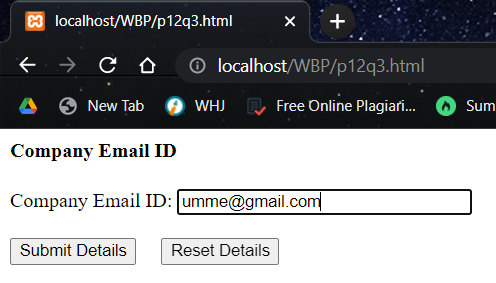 localhost/WBP/p12q3.html
localhost/WBP/p12q3.html
New Tab WHJ Free Online Plagiari... Sum
Company Email ID
Company Email ID: umme@gmail.com
Submit Details Reset Details